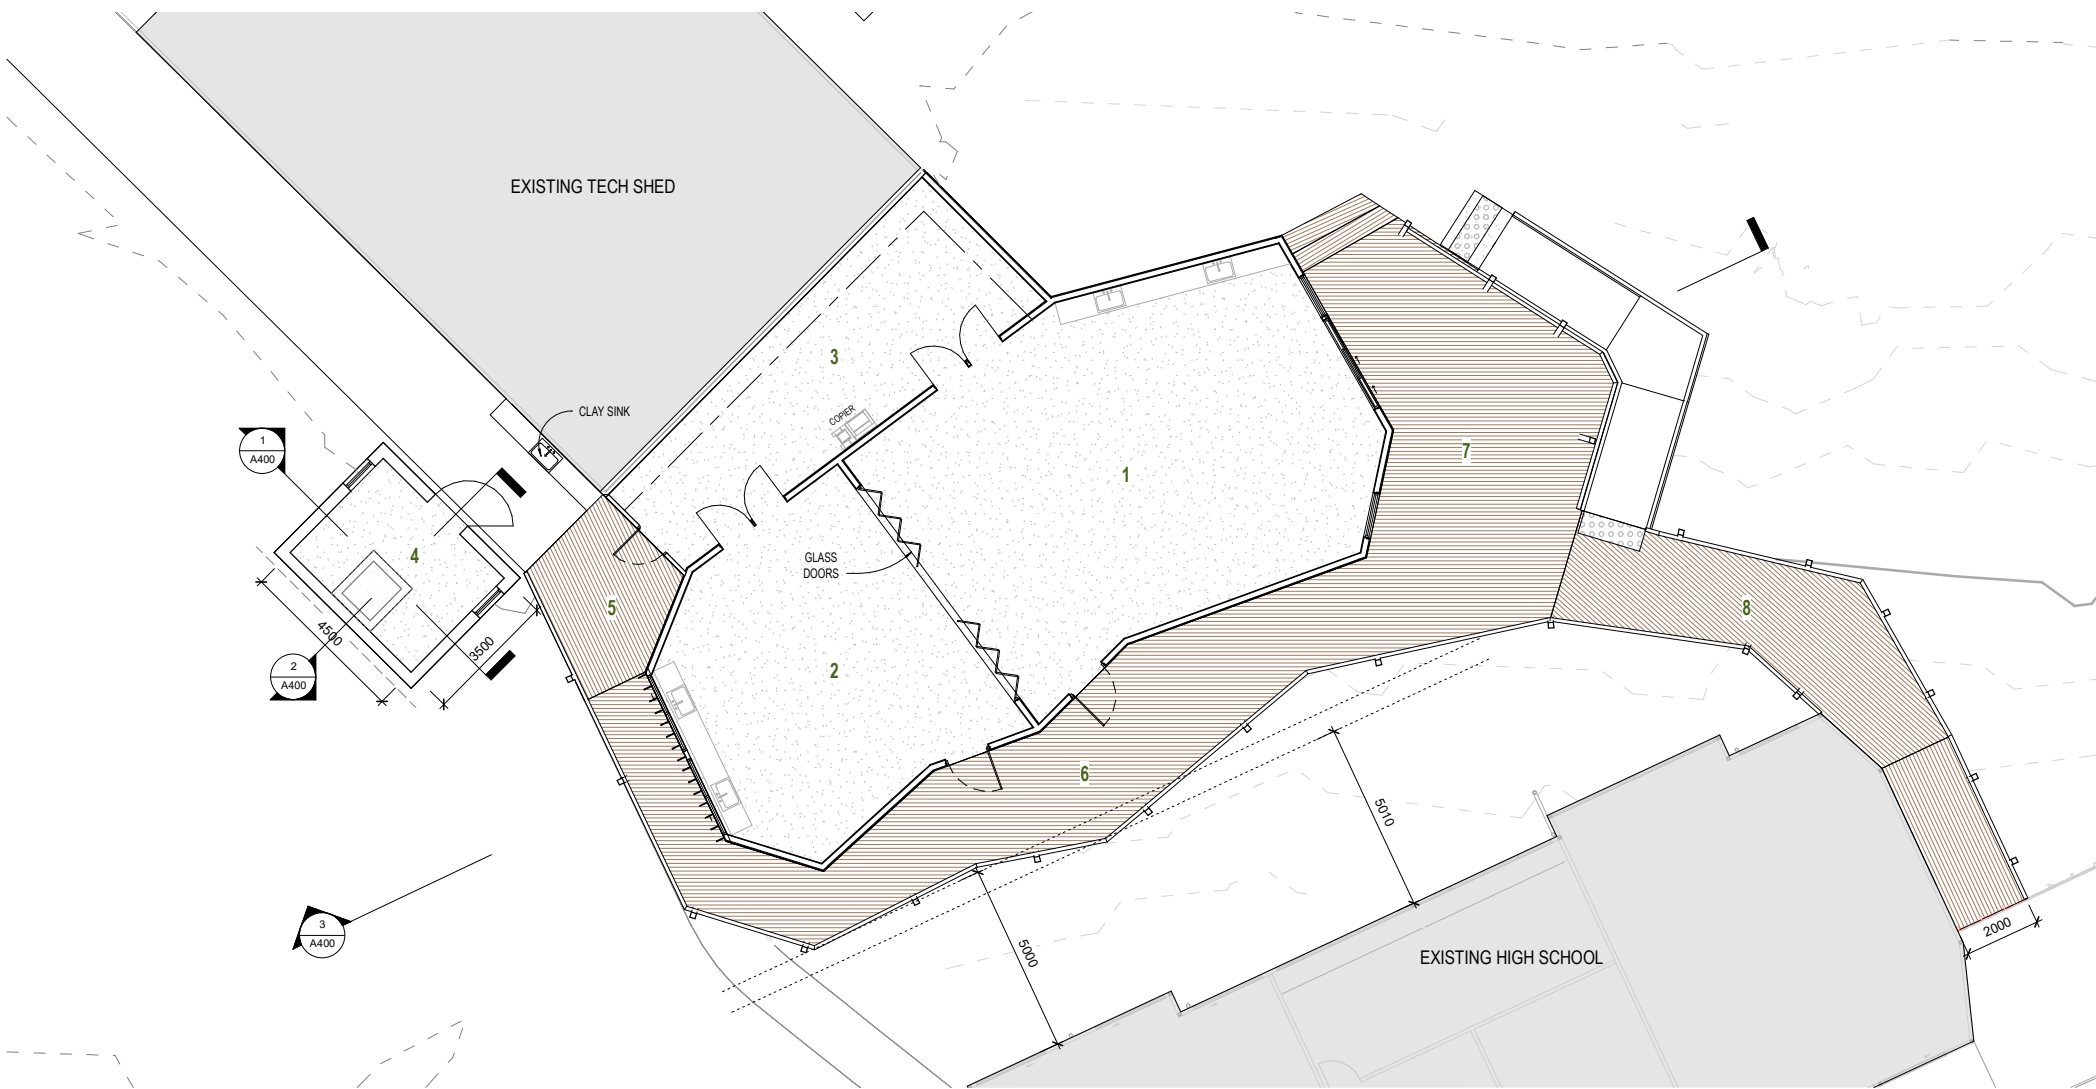 EXISTING TECH SHED
3
COPIER
CLAY SINK
1
A400
7
1
4
GLASS
DOORS
5
8
4500
3500
2
A400
2
6
5010
3
A400
5000
2000
EXISTING HIGH SCHOOL